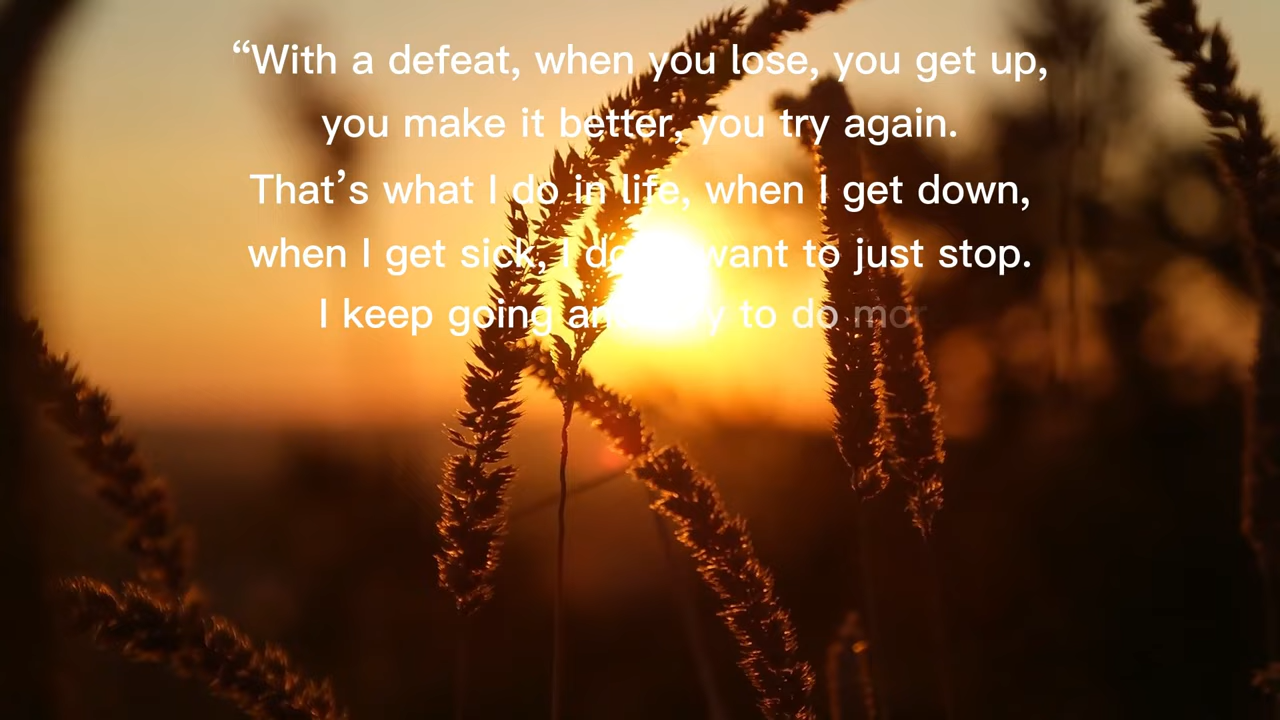 “With a defeat, when you lose, you get up,
you make it better, you try again.
That’s what I do in life, when I get down,
when I get sick, I want to just stop.
I keep going to do mor